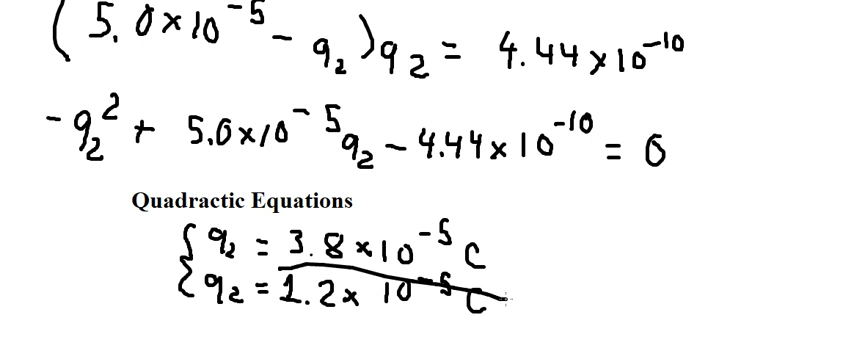 (5.0×10⁻⁵ - q₂)q₂ = 4.44×10⁻¹⁰
-q₂² + 5.0×10⁻⁵q₂ - 4.44×10⁻¹⁰ = 0
Quadractic Equations
{ q₂ = 3.8×10⁻⁵ C
q₂ = 1.2×10⁻⁵ C